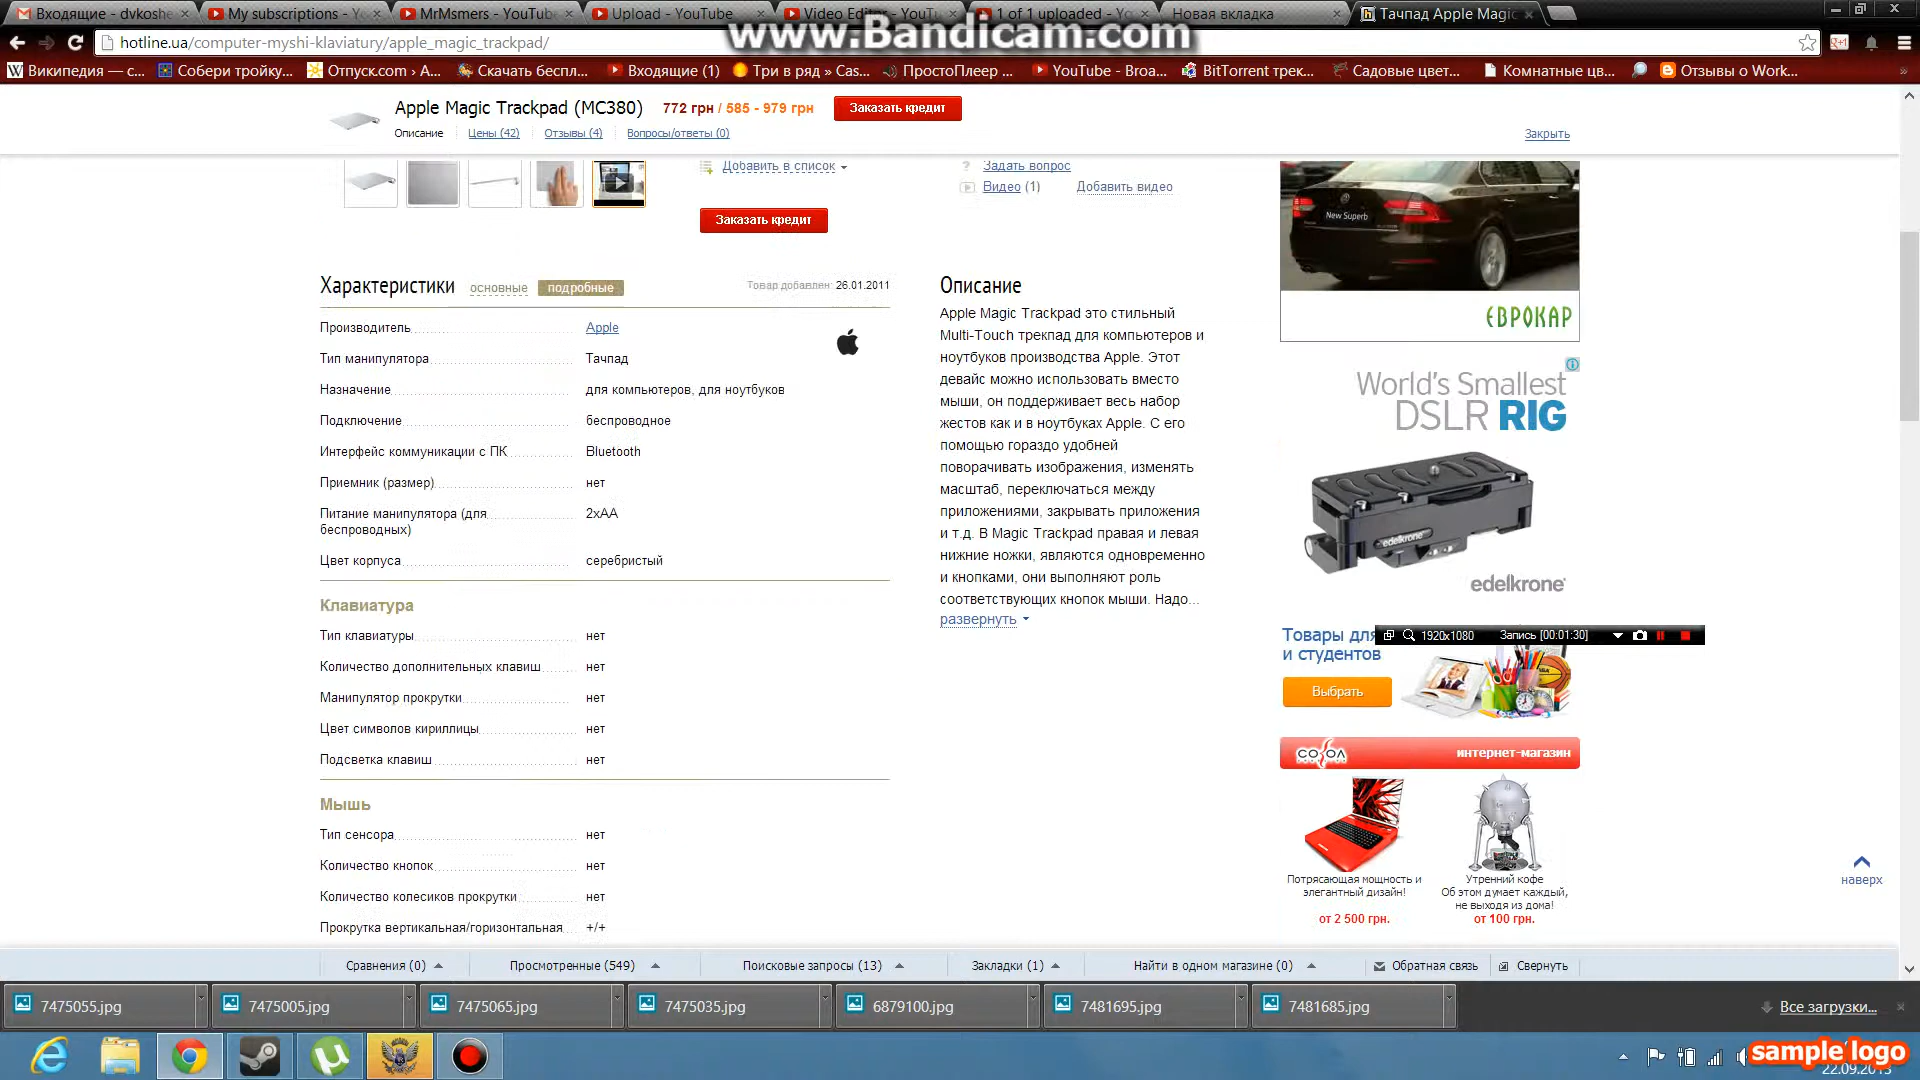 Входящие - dvkoshe
My subscriptions - Yo
MrMsmers - YouTube
Upload - YouTube
Video Editor - YouTu
1 of 1 uploaded - Yo
Новая вкладка
Тачпад Apple Magic
www.Bandicam.com
hotline.ua/computer-myshi-klaviatury/apple_magic_trackpad/
Википедия — с...
Собери тройку...
Отпуск.com › А...
Скачать беспл...
Входящие (1)
Три в ряд » Cas...
ПростоПлеер ...
YouTube - Broa...
BitTorrent трек...
Садовые цвет...
Комнатные цв...
Отзывы о Work...
Apple Magic Trackpad (MC380)
772 грн / 585 - 979 грн
Заказать кредит
Описание
Цены (42)
Отзывы (4)
Вопросы/ответы (0)
Закрыть
Добавить в список
Задать вопрос
Видео (1)
Добавить видео
Заказать кредит
New Superb
ЄВРОКАР
Характеристики
основные
подробные
Товар добавлен: 26.01.2011
Производитель
Apple
Тип манипулятора
Тачпад
Назначение
для компьютеров, для ноутбуков
Подключение
беспроводное
Интерфейс коммуникации с ПК
Bluetooth
Приемник (размер)
нет
Питание манипулятора (для
беспроводных)
2xAA
Цвет корпуса
серебристый
Клавиатура
Тип клавиатуры
нет
Количество дополнительных клавиш
нет
Манипулятор прокрутки
нет
Цвет символов кириллицы
нет
Подсветка клавиш
нет
Мышь
Тип сенсора
нет
Количество кнопок
нет
Количество колесиков прокрутки
нет
Прокрутка вертикальная/горизонтальная
+/+
Описание
Apple Magic Trackpad это стильный
Multi-Touch трекпад для компьютеров и
ноутбуков производства Apple. Этот
девайс можно использовать вместо
мыши, он поддерживает весь набор
жестов как и в ноутбуках Apple. С его
помощью гораздо удобней
поворачивать изображения, изменять
масштаб, переключаться между
приложениями, закрывать приложения
и т.д. В Magic Trackpad правая и левая
нижние ножки, являются одновременно
и кнопками, они выполняют роль
соответствующих кнопок мыши. Надо...
развернуть
World's Smallest
DSLR RIG
edelkrone
edelkrone
1920x1080
Запись [00:01:30]
Товары для
и студентов
Выбрать
СОКОЛ
интернет-магазин
Потрясающая мощность и
элегантный дизайн!
от 2 500 грн.
Утренний кофе
Об этом думает каждый,
не выходя из дома!
от 100 грн.
наверх
Сравнения (0)
Просмотренные (549)
Поисковые запросы (13)
Закладки (1)
Найти в одном магазине (0)
Обратная связь
Свернуть
7475055.jpg
7475005.jpg
7475065.jpg
7475035.jpg
6879100.jpg
7481695.jpg
7481685.jpg
Все загрузки...
sample logo
22.09.2013